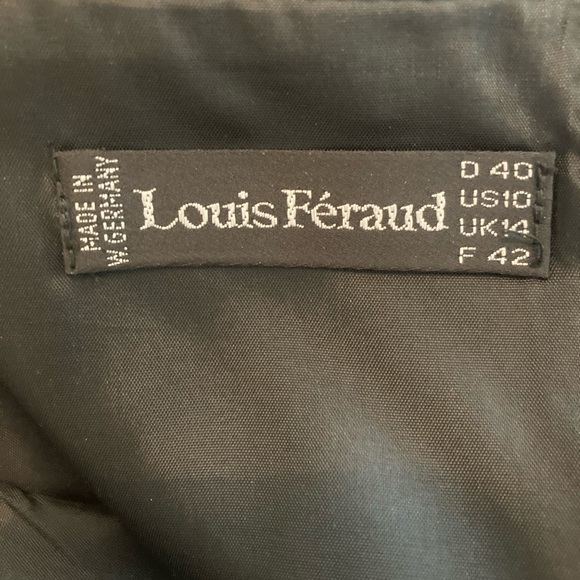 MADE IN
W. GERMANY
Louis Féraud
D 40
US10
UK14
F 42